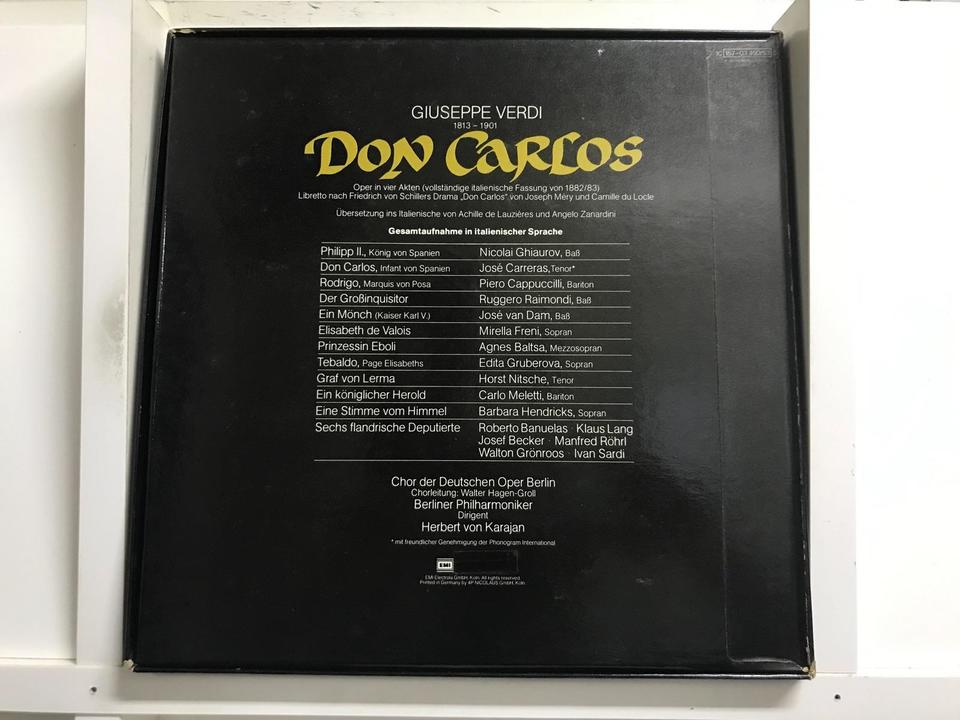 1C 157-03 450/53
GIUSEPPE VERDI
1813 – 1901
DON CARLOS
Oper in vier Akten (vollständige italienische Fassung von 1882/83)
Libretto nach Friedrich von Schillers Drama „Don Carlos“ von Joseph Méry und Camille du Locle
Übersetzung ins Italienische von Achille de Lauzières und Angelo Zanardini
Gesamtaufnahme in italienischer Sprache
Philipp II., König von Spanien Nicolai Ghiaurov, Baß
Don Carlos, Infant von Spanien José Carreras, Tenor*
Rodrigo, Marquis von Posa Piero Cappuccilli, Bariton
Der Großinquisitor Ruggero Raimondi, Baß
Ein Mönch (Kaiser Karl V.) José van Dam, Baß
Elisabeth de Valois Mirella Freni, Sopran
Prinzessin Eboli Agnes Baltsa, Mezzosopran
Tebaldo, Page Elisabeths Edita Gruberova, Sopran
Graf von Lerma Horst Nitsche, Tenor
Ein königlicher Herold Carlo Meletti, Bariton
Eine Stimme vom Himmel Barbara Hendricks, Sopran
Sechs flandrische Deputierte Roberto Banuelas · Klaus Lang
Josef Becker · Manfred Röhrl
Walton Grönroos · Ivan Sardi
Chor der Deutschen Oper Berlin
Chorleitung: Walter Hagen-Groll
Berliner Philharmoniker
Dirigent
Herbert von Karajan
* mit freundlicher Genehmigung der Phonogram International
EMI
EMI Electrola GmbH, Köln. All rights reserved.
Printed in Germany by 4P NICOLAUS GmbH, Köln.